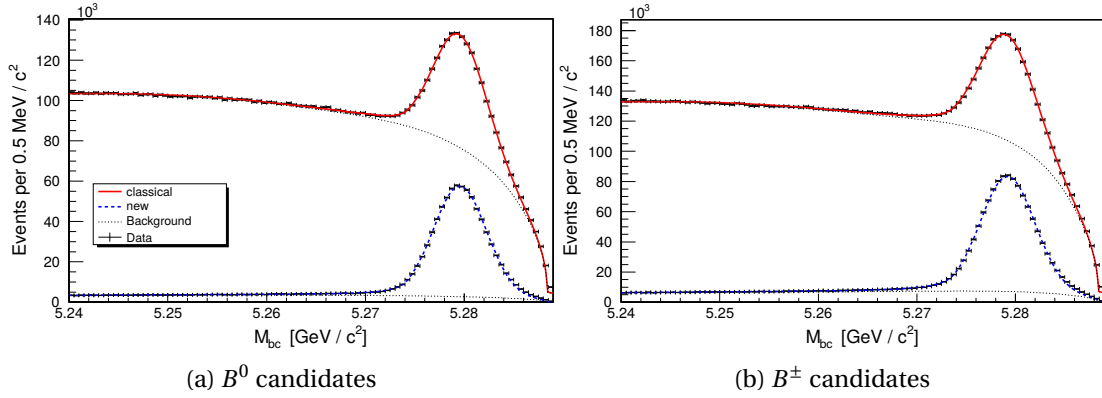 10³
140
120
100
80
60
40
20
0
Events per 0.5 MeV / c²
classical
new
Background
Data
5.24 5.25 5.26 5.27 5.28
M_bc [GeV / c²]
(a) B⁰ candidates
10³
180
160
140
120
100
80
60
40
20
0
Events per 0.5 MeV / c²
5.24 5.25 5.26 5.27 5.28
M_bc [GeV / c²]
(b) B± candidates